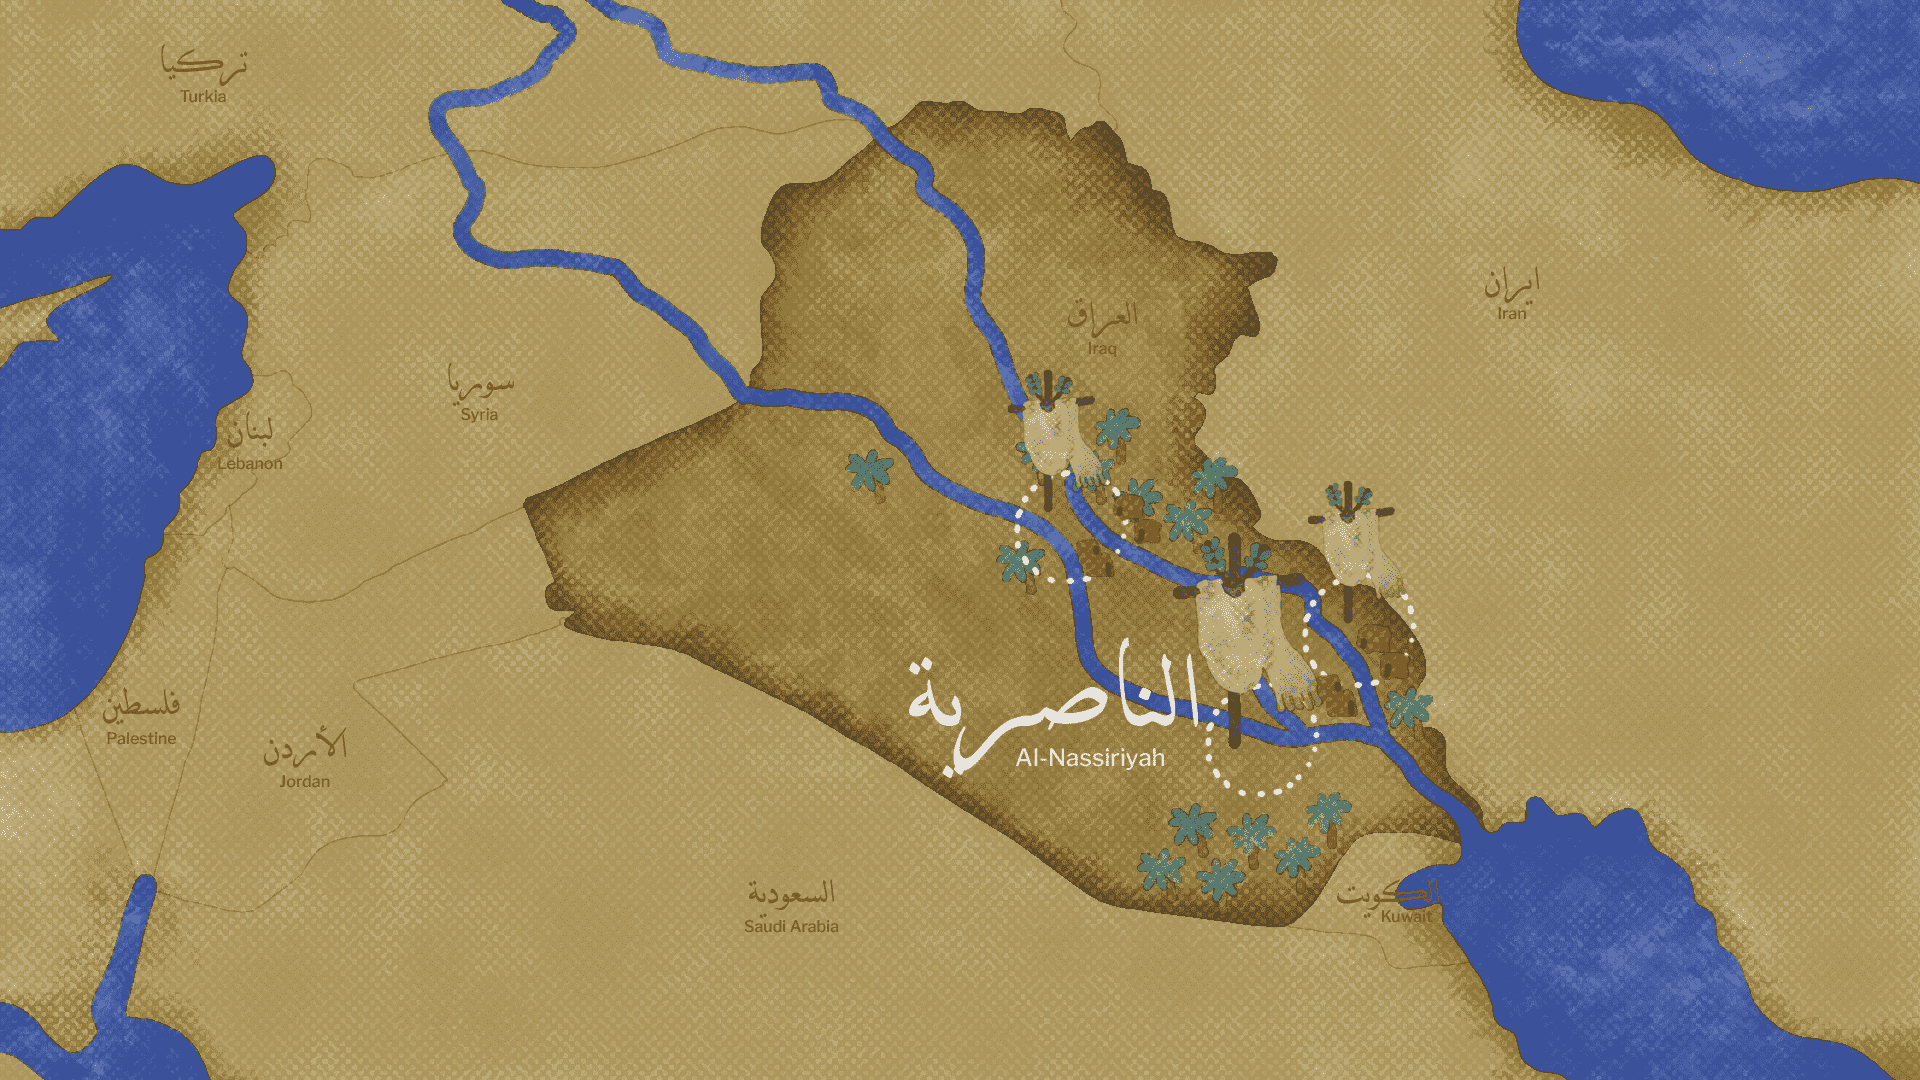 تركيا
Turkia
ايران
Iran
العراق
Iraq
سوريا
Syria
لبنان
Lebanon
الناصرية
Al-Nassiriyah
فلسطين
Palestine
الأردن
Jordan
السعودية
Saudi Arabia
الكويت
Kuwait